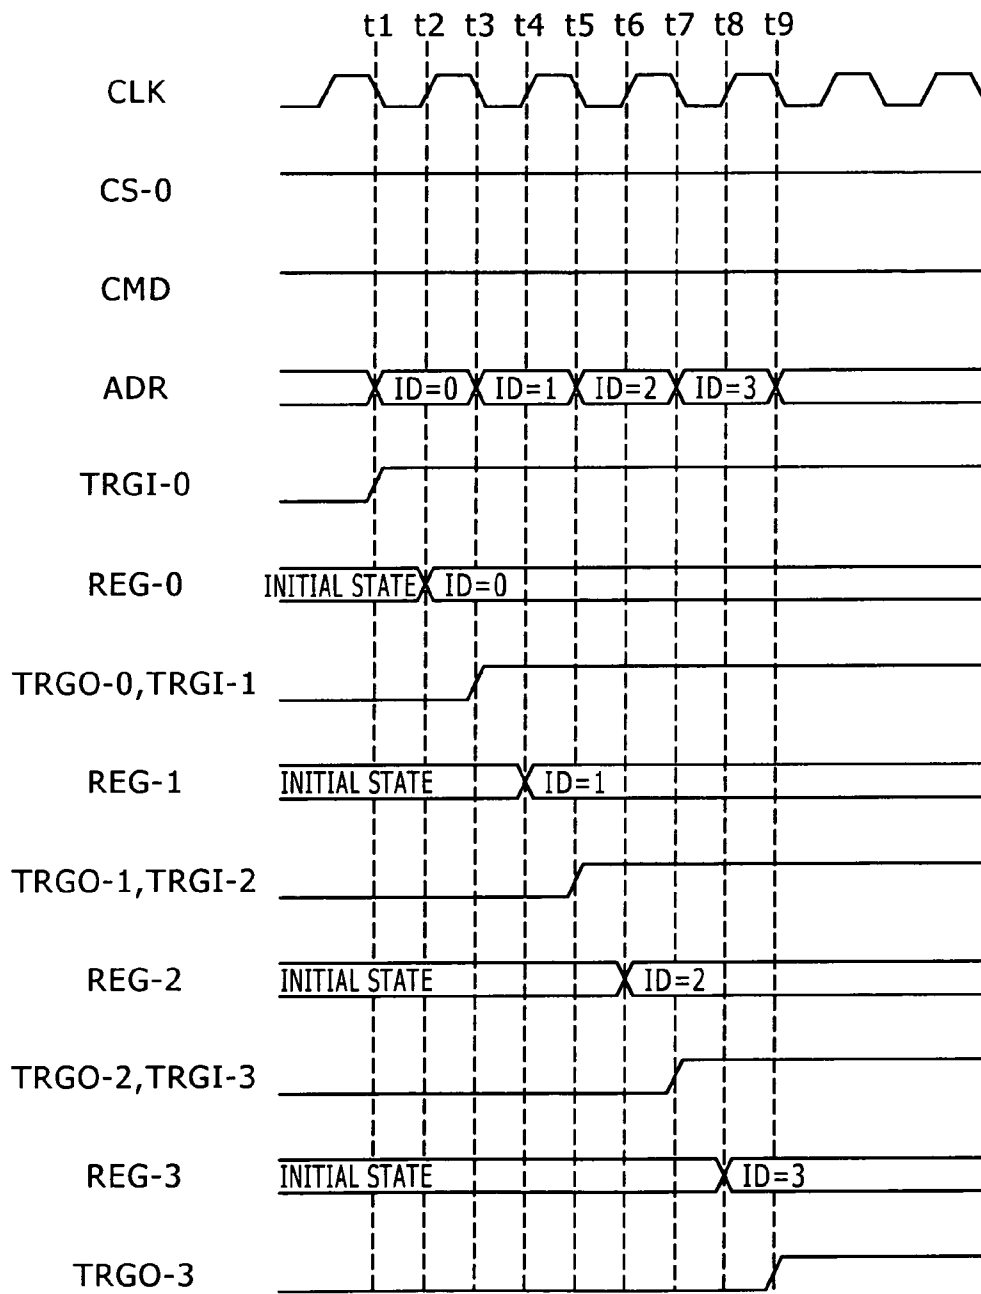 t1 t2 t3 t4 t5 t6 t7 t8 t9
CLK
CS-0
CMD
ADR ID=0 ID=1 ID=2 ID=3
TRGI-0
REG-0 INITIAL STATE ID=0
TRGO-0,TRGI-1
REG-1 INITIAL STATE ID=1
TRGO-1,TRGI-2
REG-2 INITIAL STATE ID=2
TRGO-2,TRGI-3
REG-3 INITIAL STATE ID=3
TRGO-3